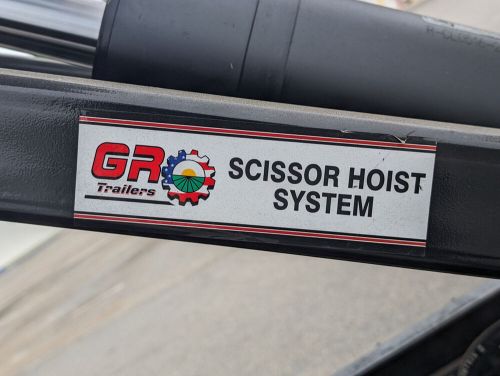 GR
Trailers
SCISSOR HOIST
SYSTEM